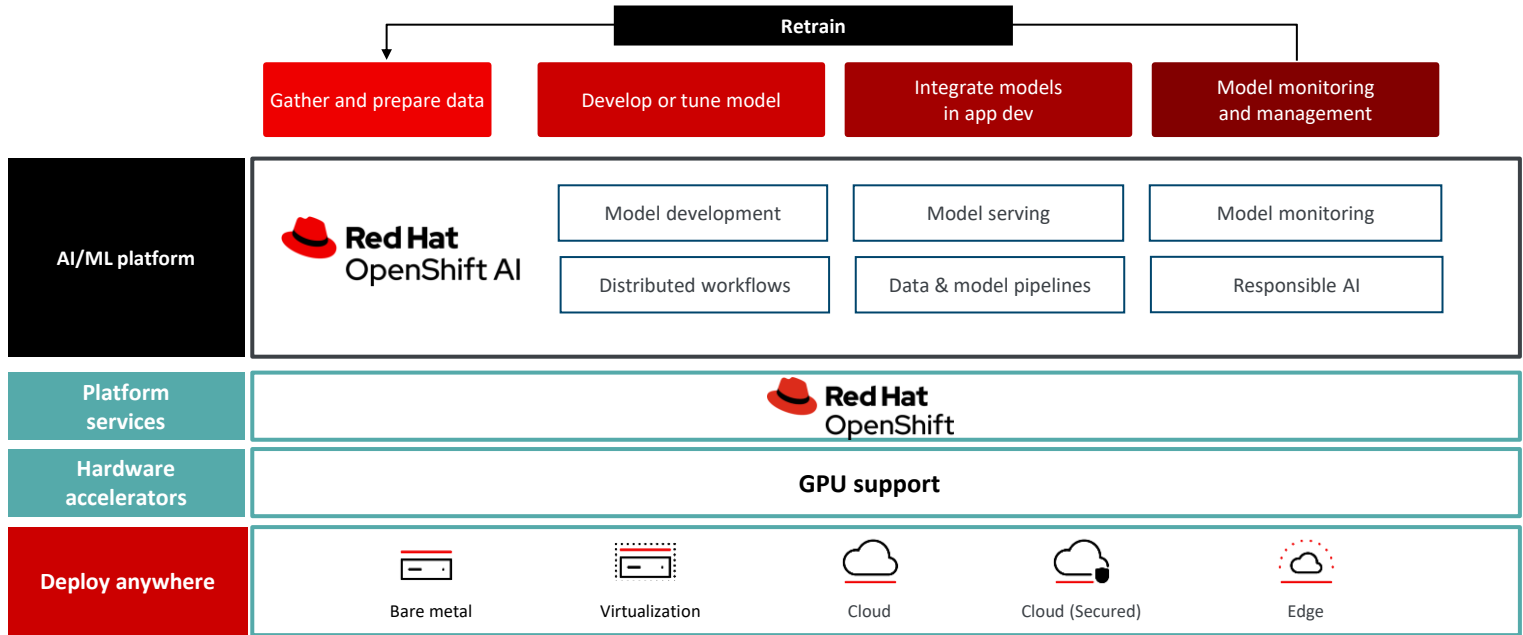 Retrain
Gather and prepare data
Develop or tune model
Integrate models
in app dev
Model monitoring
and management
AI/ML platform
Red Hat
OpenShift AI
Model development
Model serving
Model monitoring
Distributed workflows
Data & model pipelines
Responsible AI
Platform
services
Red Hat
OpenShift
Hardware
accelerators
GPU support
Deploy anywhere
Bare metal
Virtualization
Cloud
Cloud (Secured)
Edge